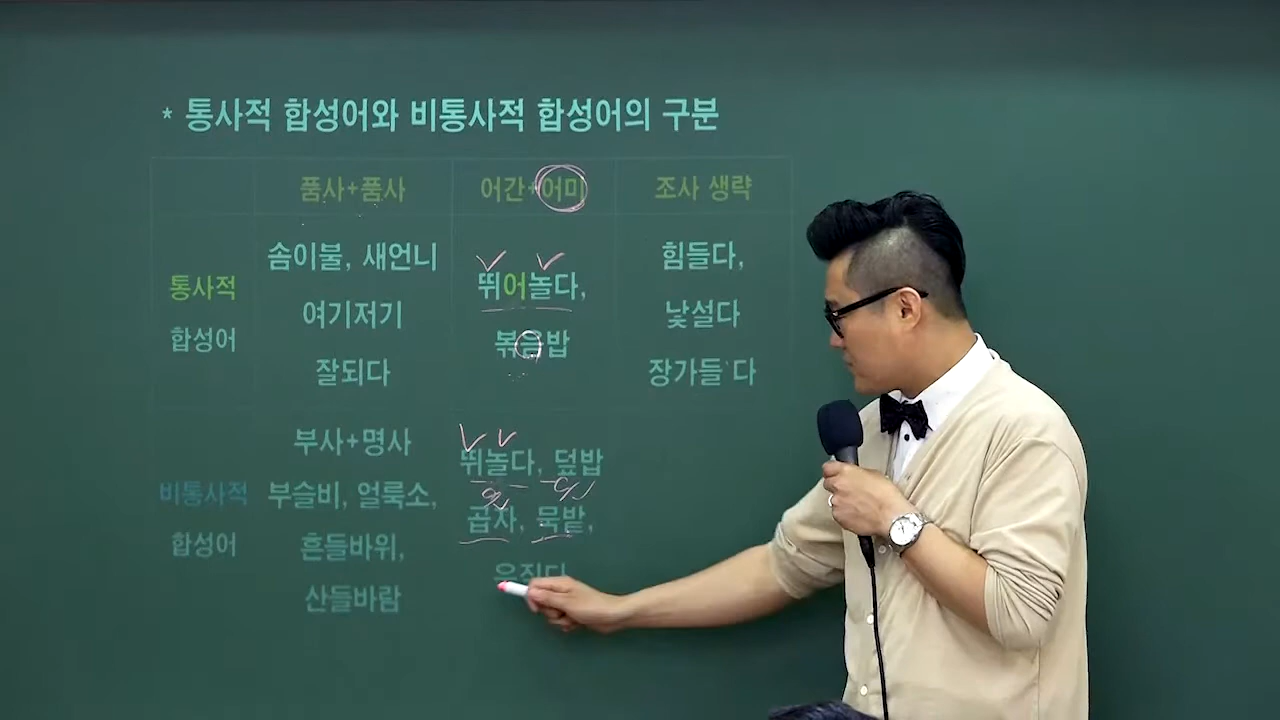 * 통사적 합성어와 비통사적 합성어의 구분
품사+품사 어간+어미 조사 생략
통사적
합성어
솜이불, 새언니
여기저기
잘되다
뛰어놀다,
볶음밥
힘들다,
낯설다
장가들다
비통사적
합성어
부사+명사
부슬비, 얼룩소,
흔들바위,
산들바람
뛰놀다, 덮밥
곱자, 묵밭,